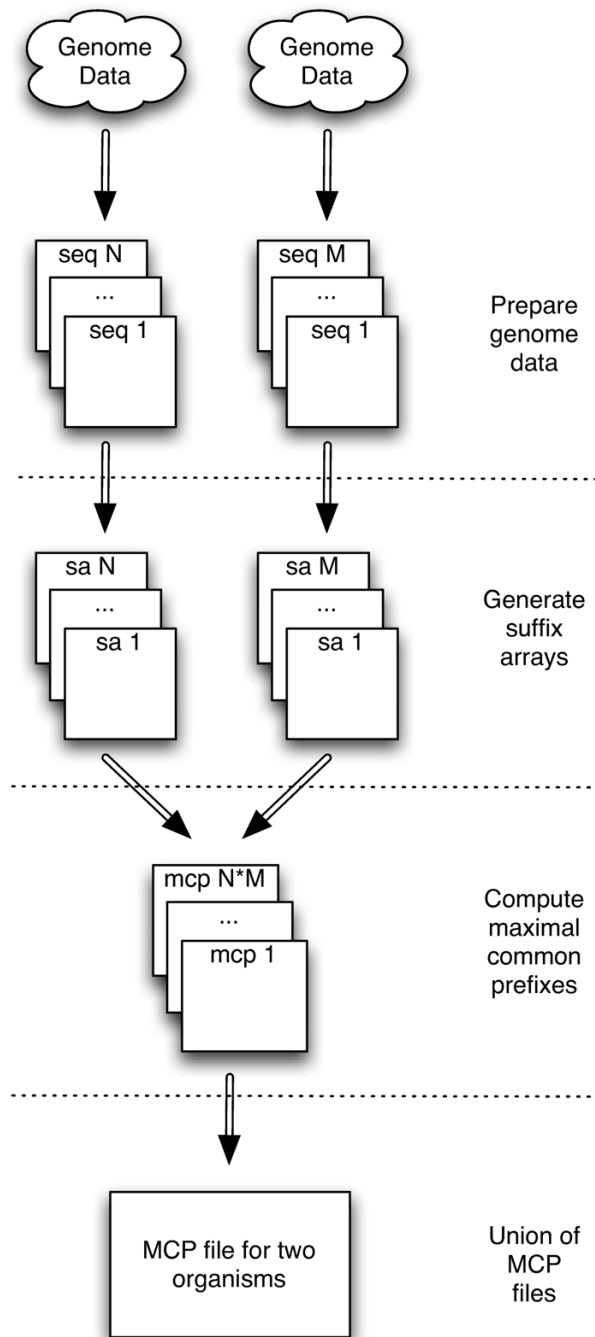 Genome
Data
Genome
Data
seq N
...
seq 1
seq M
...
seq 1
Prepare
genome
data
sa N
...
sa 1
sa M
...
sa 1
Generate
suffix
arrays
mcp N*M
...
mcp 1
Compute
maximal
common
prefixes
MCP file for two
organisms
Union of
MCP
files